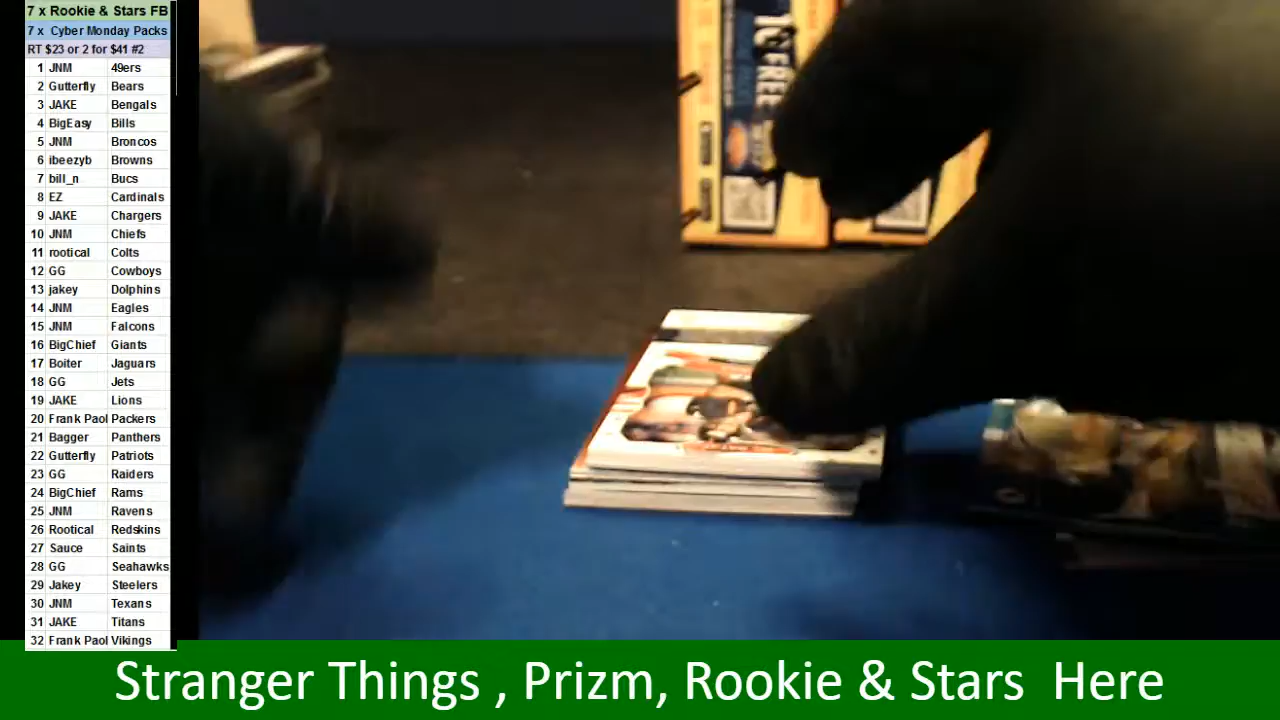 7 x Rookie & Stars FB
7 x Cyber Monday Packs
RT $23 or 2 for $41 #2
1 JNM 49ers
2 Gutterfly Bears
3 JAKE Bengals
4 BigEasy Bills
5 JNM Broncos
6 ibeezyb Browns
7 bill_n Bucs
8 EZ Cardinals
9 JAKE Chargers
10 JNM Chiefs
11 rootical Colts
12 GG Cowboys
13 jakey Dolphins
14 JNM Eagles
15 JNM Falcons
16 BigChief Giants
17 Boiter Jaguars
18 GG Jets
19 JAKE Lions
20 Frank Paol Packers
21 Bagger Panthers
22 Gutterfly Patriots
23 GG Raiders
24 BigChief Rams
25 JNM Ravens
26 Rootical Redskins
27 Sauce Saints
28 GG Seahawks
29 Jakey Steelers
30 JNM Texans
31 JAKE Titans
32 Frank Paol Vikings
FREE
Stranger Things , Prizm, Rookie & Stars Here